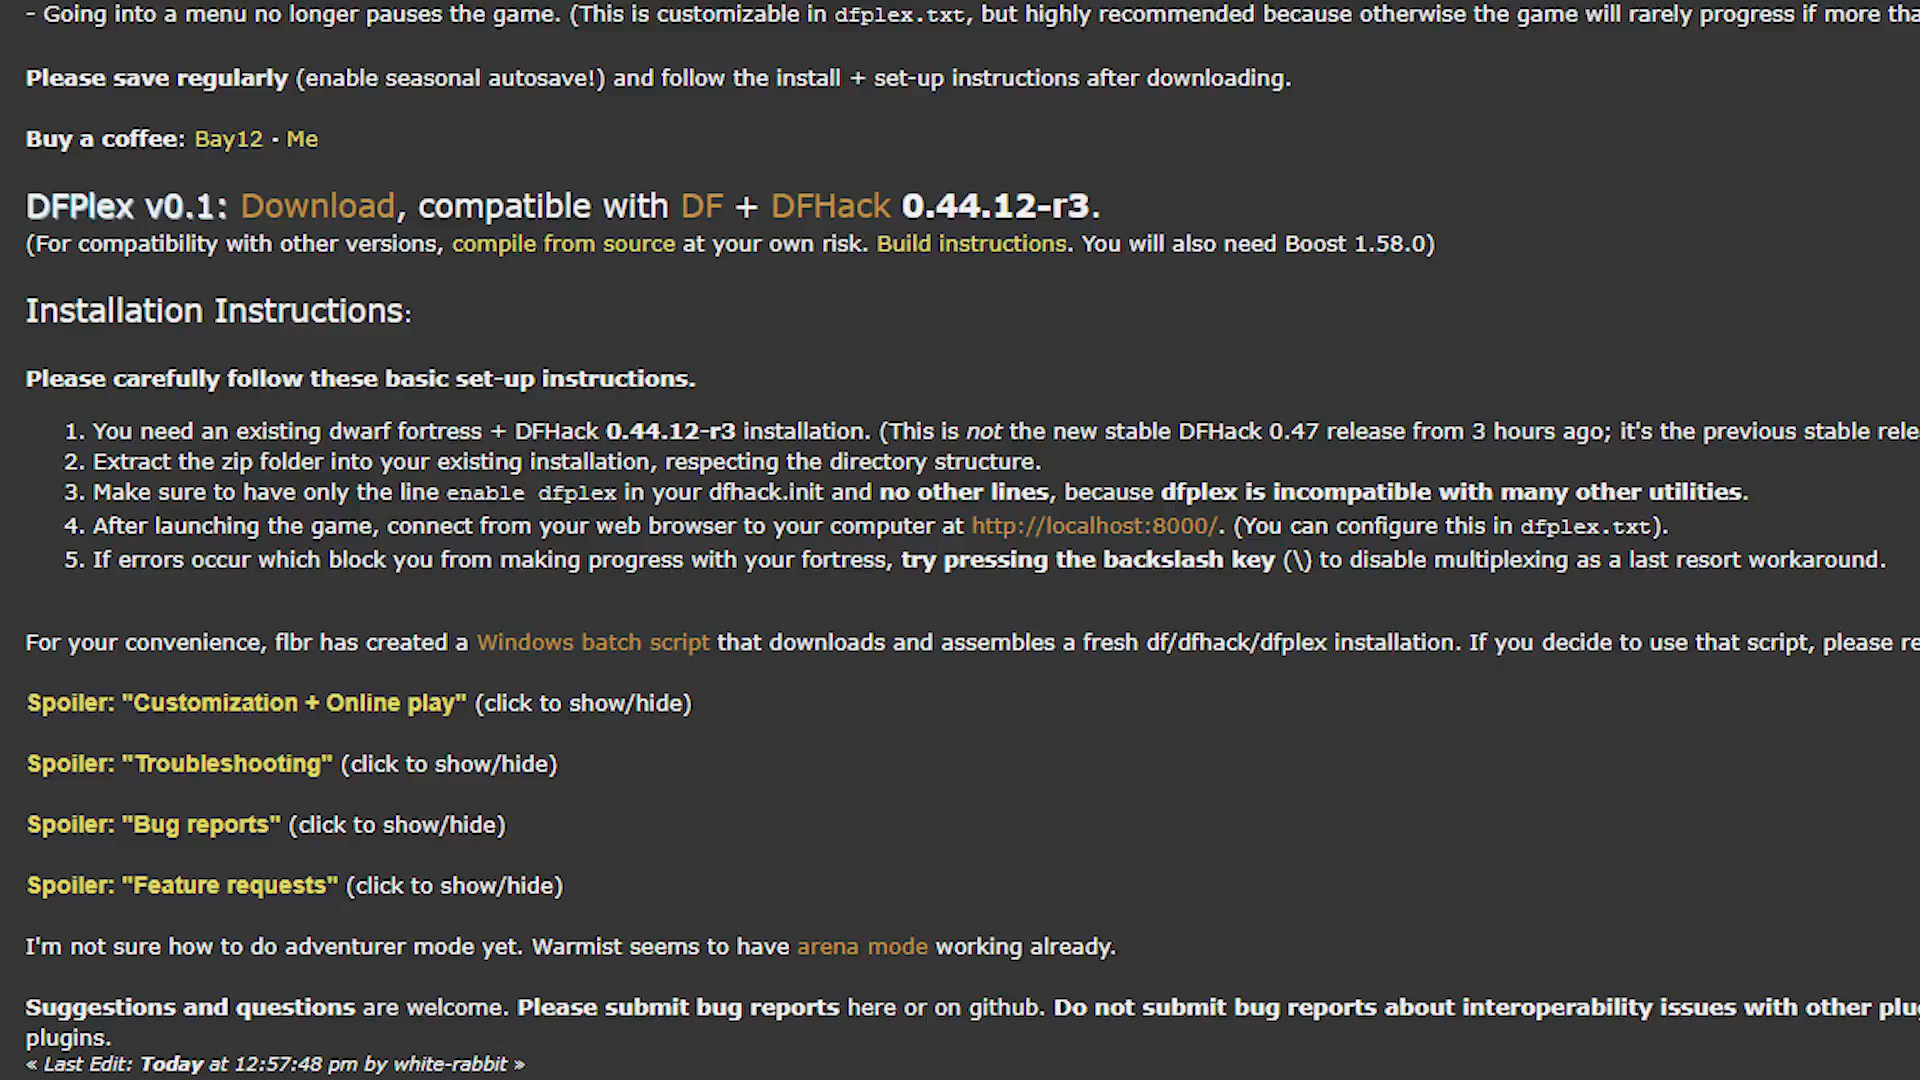 - Going into a menu no longer pauses the game. (This is customizable in dfplex.txt, but highly recommended because otherwise the game will rarely progress if more
Please save regularly (enable seasonal autosave!) and follow the install + set-up instructions after downloading.
Buy a coffee: Bay12 - Me
DFPlex v0.1: Download, compatible with DF + DFHack 0.44.12-r3.
(For compatibility with other versions, compile from source at your own risk. Build instructions. You will also need Boost 1.58.0)
Installation Instructions:
Please carefully follow these basic set-up instructions.
1. You need an existing dwarf fortress + DFHack 0.44.12-r3 installation. (This is not the new stable DFHack 0.47 release from 3 hours ago; it's the previous stable
2. Extract the zip folder into your existing installation, respecting the directory structure.
3. Make sure to have only the line enable dfplex in your dfhack.init and no other lines, because dfplex is incompatible with many other utilities.
4. After launching the game, connect from your web browser to your computer at http://localhost:8000/. (You can configure this in dfplex.txt).
5. If errors occur which block you from making progress with your fortress, try pressing the backslash key (\) to disable multiplexing as a last resort workaround.
For your convenience, flbr has created a Windows batch script that downloads and assembles a fresh df/dfhack/dfplex installation. If you decide to use that script, please
Spoiler: "Customization + Online play" (click to show/hide)
Spoiler: "Troubleshooting" (click to show/hide)
Spoiler: "Bug reports" (click to show/hide)
Spoiler: "Feature requests" (click to show/hide)
I'm not sure how to do adventurer mode yet. Warmist seems to have arena mode working already.
Suggestions and questions are welcome. Please submit bug reports here or on github. Do not submit bug reports about interoperability issues with other
plugins.
« Last Edit: Today at 12:57:48 pm by white-rabbit »